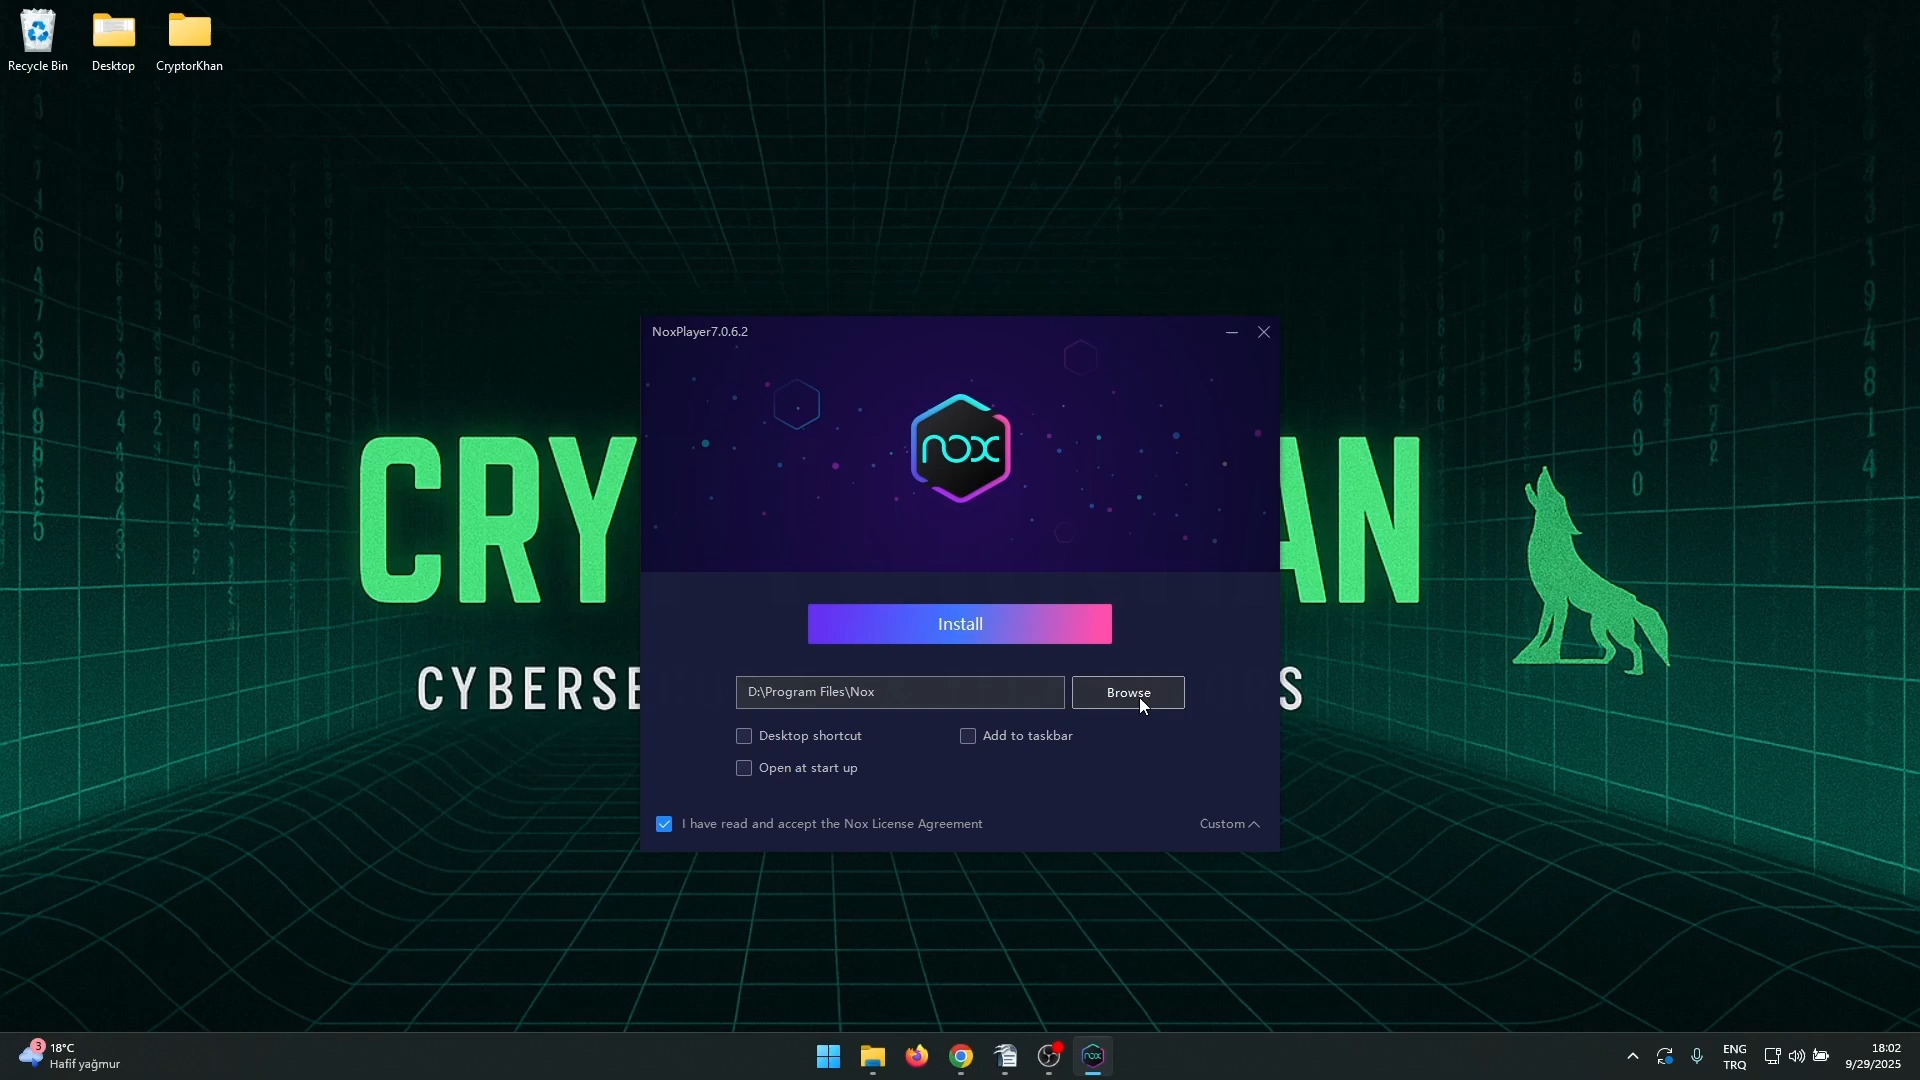 Recycle Bin
Desktop
CryptorKhan
NoxPlayer7.0.6.2
nox
CRY
AN
CYBERSE
S
Install
D:\Program Files\Nox
Browse
Desktop shortcut
Add to taskbar
Open at start up
I have read and accept the Nox License Agreement
Custom
3
18°C
Hafif yağmur
nox
ENG
TRQ
18:02
9/29/2025